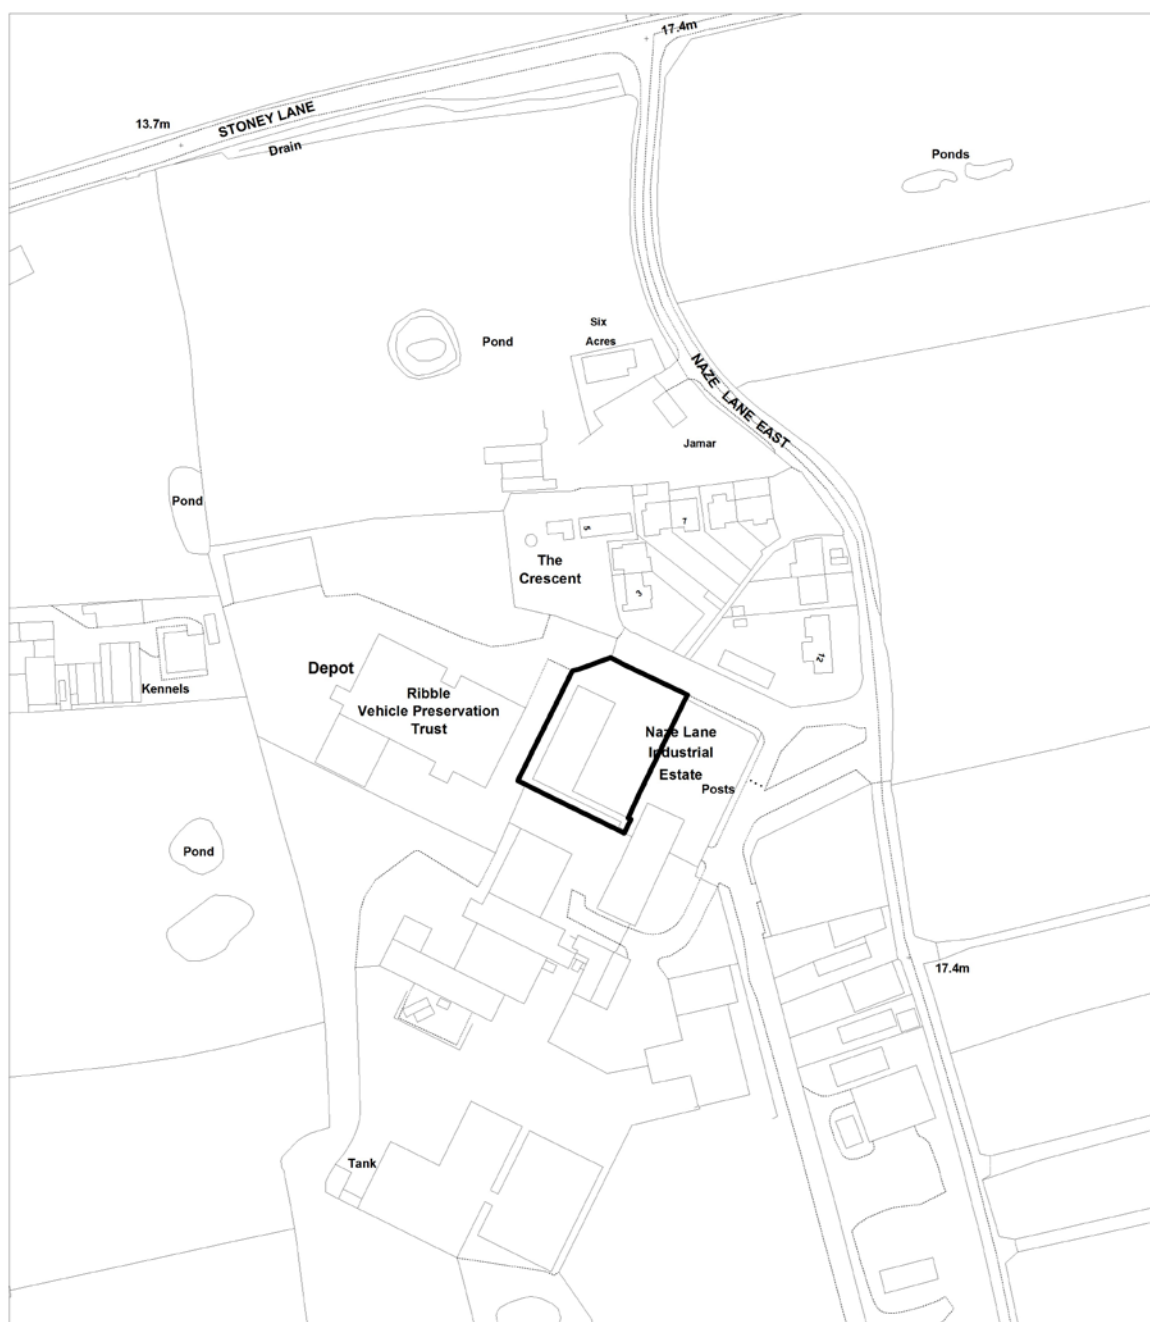 17.4m
13.7m
STONEY LANE
Drain
Ponds
Six
Acres
Pond
NAZE LANE EAST
Jamar
Pond
5
7
The
Crescent
3
12
Depot
Kennels
Ribble
Vehicle Preservation
Trust
Naze Lane
Industrial
Estate
Posts
Pond
17.4m
Tank